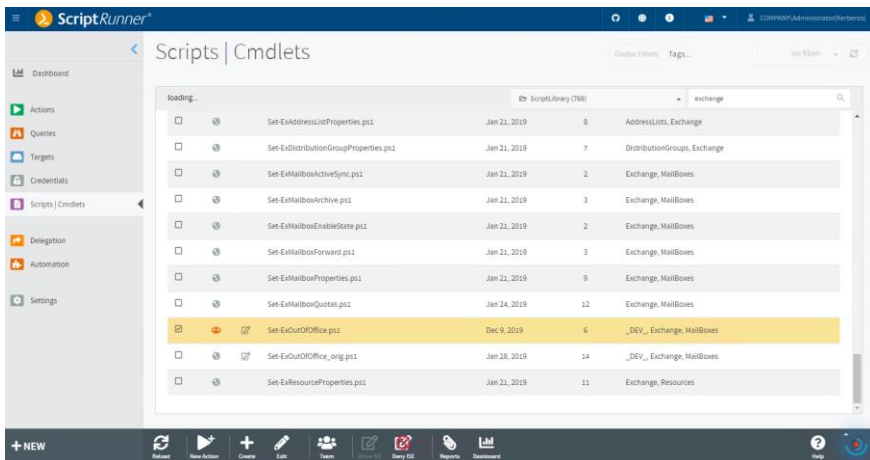 ScriptRunner®
COMPANY\Administrator(Kerberos)
Scripts | Cmdlets
Global Filters: Tags... -no filter-
Dashboard
Actions
Queries
Targets
Credentials
Scripts | Cmdlets
Delegation
Automation
Settings
loading... ScriptLibrary (768) exchange
Set-ExAddressListProperties.ps1 Jan 21, 2019 8 AddressLists, Exchange
Set-ExDistributionGroupProperties.ps1 Jan 21, 2019 7 DistributionGroups, Exchange
Set-ExMailboxActiveSync.ps1 Jan 21, 2019 2 Exchange, MailBoxes
Set-ExMailboxArchive.ps1 Jan 21, 2019 3 Exchange, MailBoxes
Set-ExMailboxEnableState.ps1 Jan 21, 2019 2 Exchange, MailBoxes
Set-ExMailboxForward.ps1 Jan 21, 2019 3 Exchange, MailBoxes
Set-ExMailboxProperties.ps1 Jan 21, 2019 9 Exchange, MailBoxes
Set-ExMailboxQuotas.ps1 Jan 24, 2019 12 Exchange, MailBoxes
Set-ExOutOfOffice.ps1 Dec 9, 2019 6 _DEV_, Exchange, MailBoxes
Set-ExOutOfOffice_orig.ps1 Jan 28, 2019 14 _DEV_, Exchange, MailBoxes
Set-ExResourceProperties.ps1 Jan 21, 2019 11 Exchange, Resources
+ NEW Reload New Action Create Edit Team Allow ISE Deny ISE Reports Dashboard Help